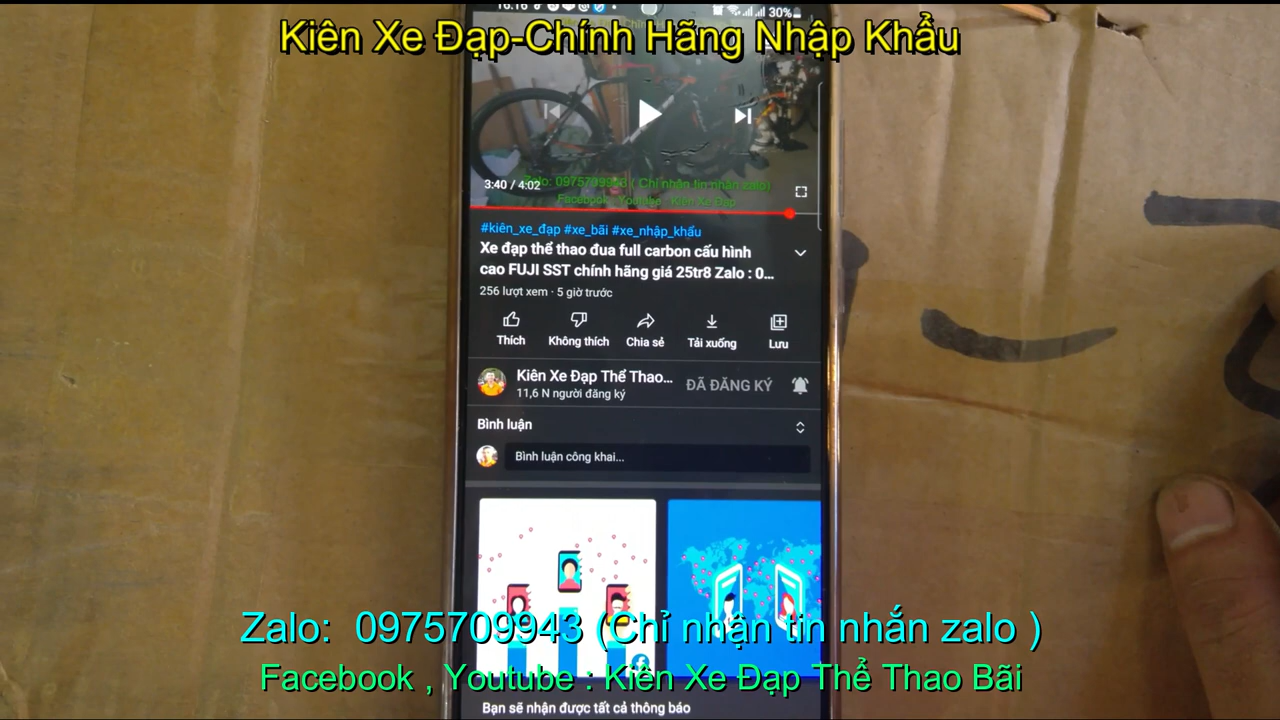 16:16
30%
Kiên Xe Đạp-Chính Hãng Nhập Khẩu
3:40 / 4:02
Zalo: 0975709943 ( Chỉ nhận tin nhắn zalo)
Facebook , Youtube : Kiên Xe Đạp
#kiên_xe_đạp #xe_bãi #xe_nhập_khẩu
Xe đạp thể thao đua full carbon cấu hình
cao FUJI SST chính hãng giá 25tr8 Zalo : 0...
256 lượt xem · 5 giờ trước
Thích Không thích Chia sẻ Tải xuống Lưu
Kiên Xe Đạp Thể Thao... ĐÃ ĐĂNG KÝ
11,6 N người đăng ký
Bình luận
Bình luận công khai...
Zalo: 0975709943 (Chỉ nhận tin nhắn zalo )
Facebook , Youtube : Kiên Xe Đạp Thể Thao Bãi
Bạn sẽ nhận được tất cả thông báo